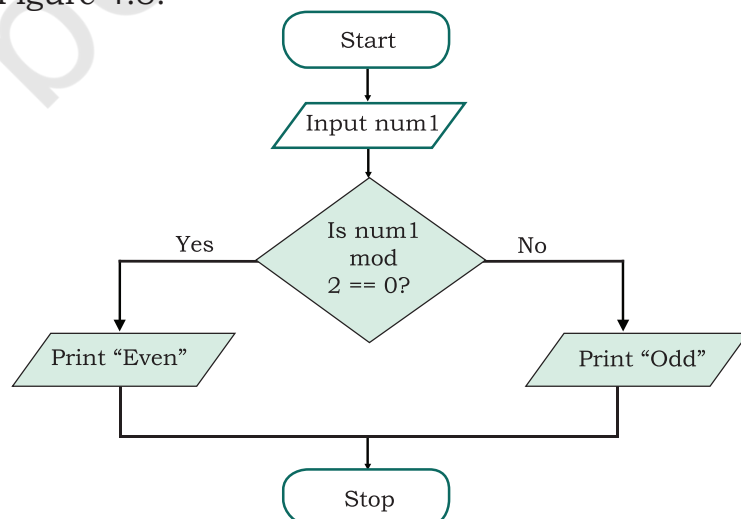 Start
Input num1
Is num1
mod
2 == 0?
Yes
No
Print “Even”
Print “Odd”
Stop